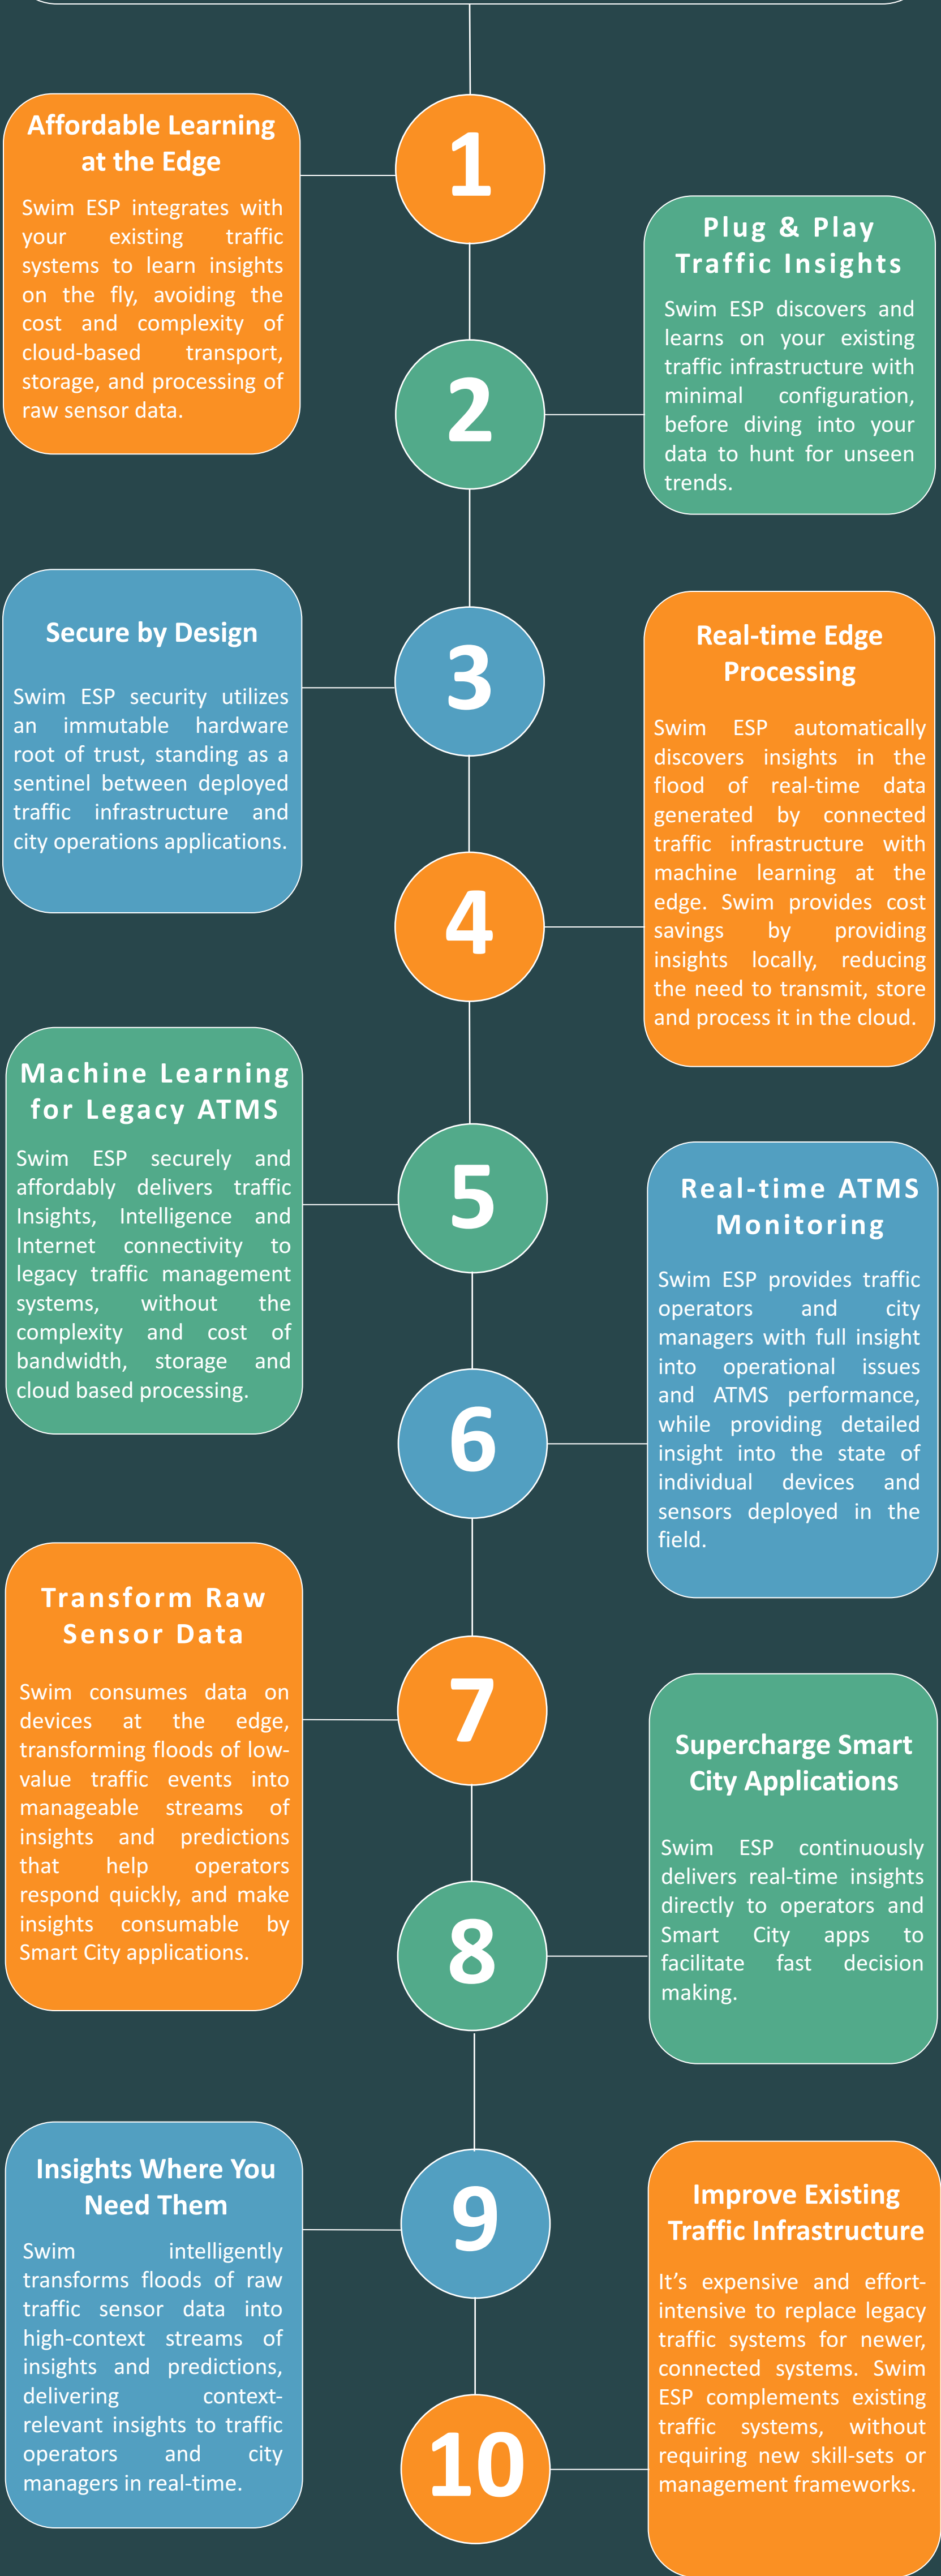 1
Affordable Learning
at the Edge
Swim ESP integrates with
your existing traffic
systems to learn insights
on the fly, avoiding the
cost and complexity of
cloud-based transport,
storage, and processing of
raw sensor data.
2
Plug & Play
Traffic Insights
Swim ESP discovers and
learns on your existing
traffic infrastructure with
minimal configuration,
before diving into your
data to hunt for unseen
trends.
3
Secure by Design
Swim ESP security utilizes
an immutable hardware
root of trust, standing as a
sentinel between deployed
traffic infrastructure and
city operations applications.
4
Real-time Edge
Processing
Swim ESP automatically
discovers insights in the
flood of real-time data
generated by connected
traffic infrastructure with
machine learning at the
edge. Swim provides cost
savings by providing
insights locally, reducing
the need to transmit, store
and process it in the cloud.
5
Machine Learning
for Legacy ATMS
Swim ESP securely and
affordably delivers traffic
Insights, Intelligence and
Internet connectivity to
legacy traffic management
systems, without the
complexity and cost of
bandwidth, storage and
cloud based processing.
6
Real-time ATMS
Monitoring
Swim ESP provides traffic
operators and city
managers with full insight
into operational issues
and ATMS performance,
while providing detailed
insight into the state of
individual devices and
sensors deployed in the
field.
7
Transform Raw
Sensor Data
Swim consumes data on
devices at the edge,
transforming floods of low-
value traffic events into
manageable streams of
insights and predictions
that help operators
respond quickly, and make
insights consumable by
Smart City applications.
8
Supercharge Smart
City Applications
Swim ESP continuously
delivers real-time insights
directly to operators and
Smart City apps to
facilitate fast decision
making.
9
Insights Where You
Need Them
Swim intelligently
transforms floods of raw
traffic sensor data into
high-context streams of
insights and predictions,
delivering context-
relevant insights to traffic
operators and city
managers in real-time.
10
Improve Existing
Traffic Infrastructure
It’s expensive and effort-
intensive to replace legacy
traffic systems for newer,
connected systems. Swim
ESP complements existing
traffic systems, without
requiring new skill-sets or
management frameworks.